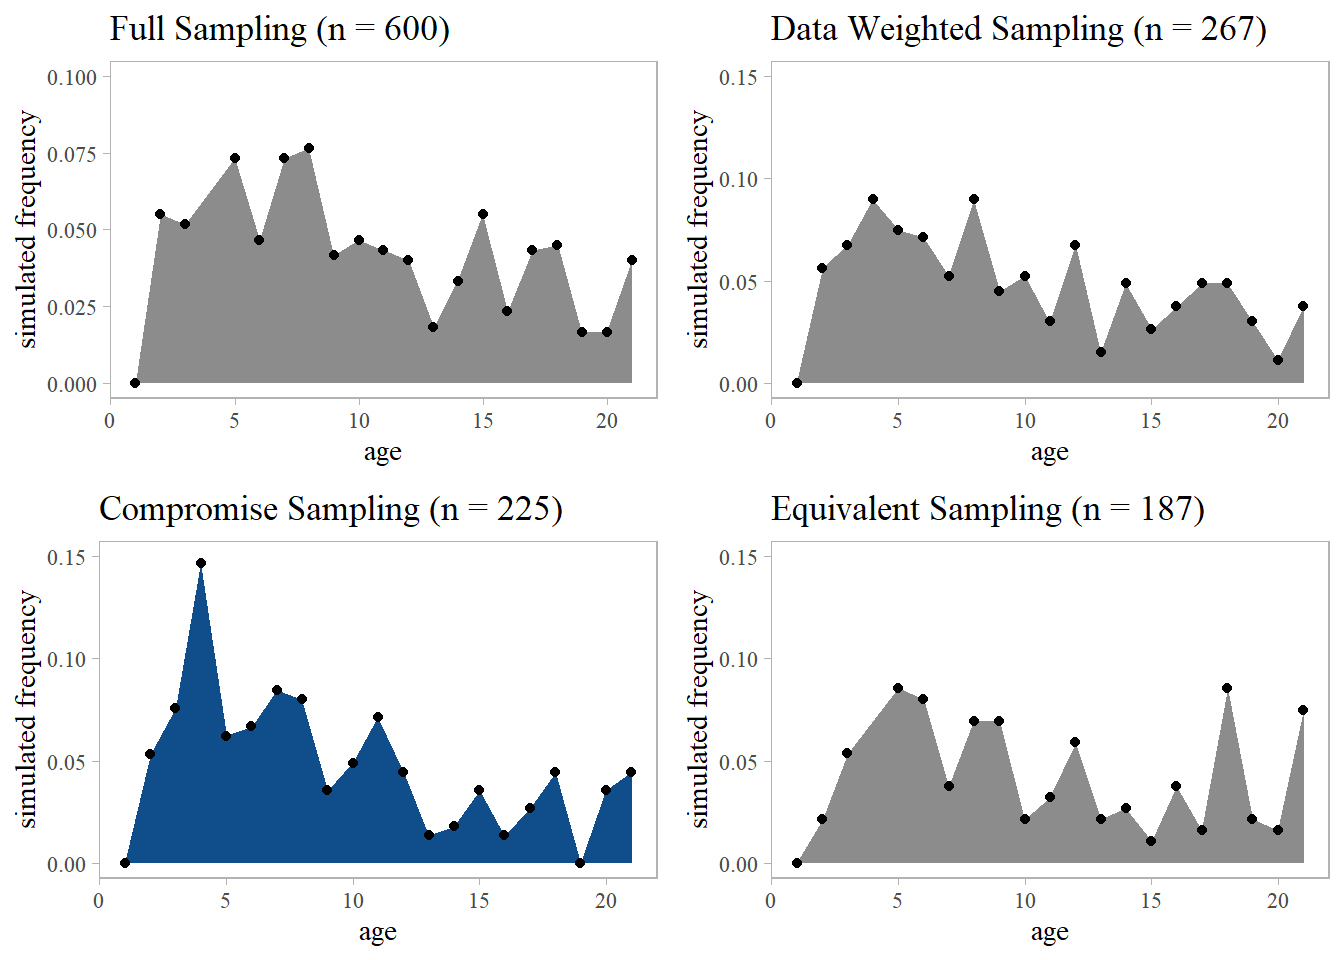 Full Sampling (n = 600)
simulated frequency
0.100
0.075
0.050
0.025
0.000
0 5 10 15 20
age
Data Weighted Sampling (n = 267)
simulated frequency
0.15
0.10
0.05
0.00
0 5 10 15 20
age
Compromise Sampling (n = 225)
simulated frequency
0.15
0.10
0.05
0.00
0 5 10 15 20
age
Equivalent Sampling (n = 187)
simulated frequency
0.15
0.10
0.05
0.00
0 5 10 15 20
age